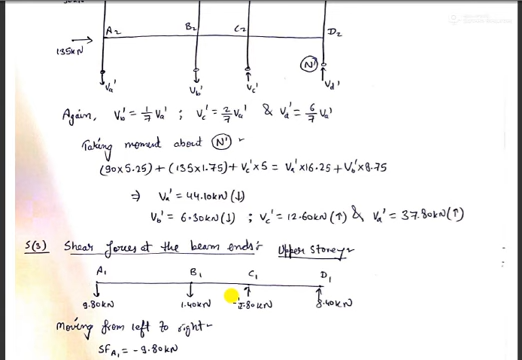 A2 B2 C2 D2
135kN
N'
Va' Vb' Vc' Vd'
Again, Vb' = 1/7 Va' ; Vc' = 2/7 Va' & Vd' = 6/7 Va'
Taking moment about N' -
(90×5.25) + (135×1.75) + Vc'×5 = Va'×16.25 + Vb'×8.75
⇒ Va' = 44.10kN (↓)
Vb' = 6.30kN (↓) ; Vc' = 12.60kN (↑) & Va' = 37.80kN (↑)
S(3) Shear forces at the beam ends: Upper Storey-
A1 B1 C1 D1
9.80kN 1.40kN 2.80kN 8.40kN
Moving from left to right-
SFA1 = -9.80kN